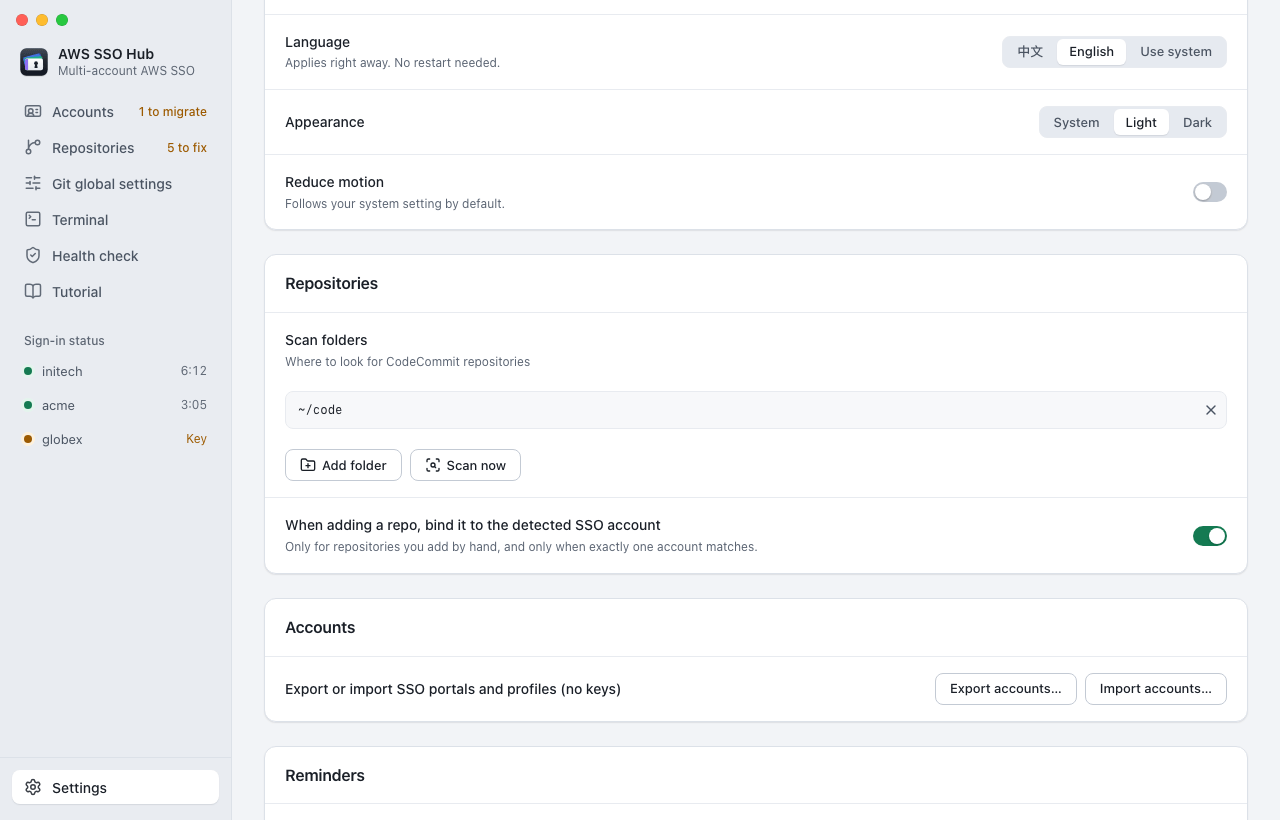 AWS SSO Hub
Multi-account AWS SSO
Accounts 1 to migrate
Repositories 5 to fix
Git global settings
Terminal
Health check
Tutorial
Sign-in status
initech 6:12
acme 3:05
globex Key
Settings
Language
Applies right away. No restart needed.
中文 English Use system
Appearance
System Light Dark
Reduce motion
Follows your system setting by default.
Repositories
Scan folders
Where to look for CodeCommit repositories
~/code
Add folder Scan now
When adding a repo, bind it to the detected SSO account
Only for repositories you add by hand, and only when exactly one account matches.
Accounts
Export or import SSO portals and profiles (no keys)
Export accounts... Import accounts...
Reminders